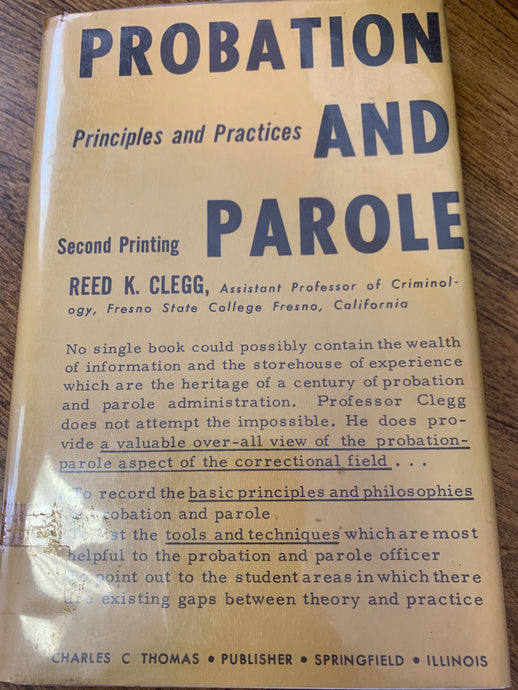 PROBATION
Principles and Practices AND
Second Printing PAROLE
REED K. CLEGG, Assistant Professor of Criminol-
ogy, Fresno State College Fresno, California
No single book could possibly contain the wealth
of information and the storehouse of experience
which are the heritage of a century of probation
and parole administration. Professor Clegg
does not attempt the impossible. He does pro-
vide a valuable over-all view of the probation-
parole aspect of the correctional field . . .
To record the basic principles and philosophies
probation and parole
the tools and techniques which are most
helpful to the probation and parole officer
point out to the student areas in which there
are existing gaps between theory and practice
CHARLES C THOMAS • PUBLISHER • SPRINGFIELD • ILLINOIS